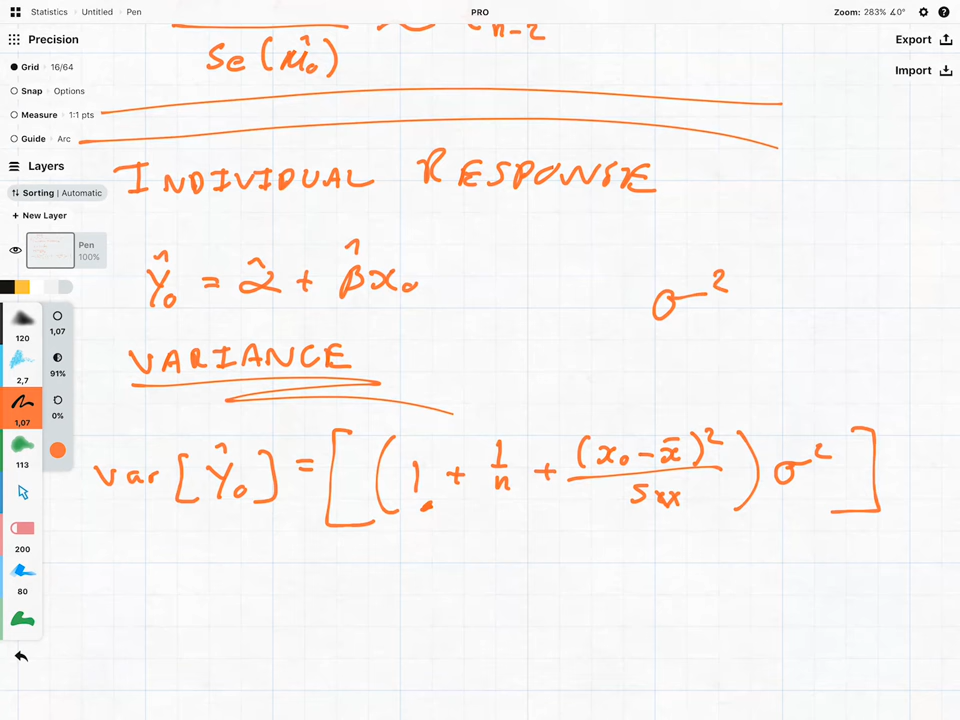 Statistics › Untitled › Pen
PRO
Zoom: 283% ∡0°
Precision
Export
Grid 16/64
Import
Snap Options
Measure 1:1 pts
Guide Arc
Layers
Sorting | Automatic
+ New Layer
Pen
100%
120
1,07
2,7
91%
1,07
0%
113
200
80
n-2
Se (μ̂₀)
INDIVIDUAL RESPONSE
Ŷ₀ = α̂ + β̂x₀
σ²
VARIANCE
var [Ŷ₀] = [(1 + 1/n + (x₀ - x̄)²/Sxx) σ²]